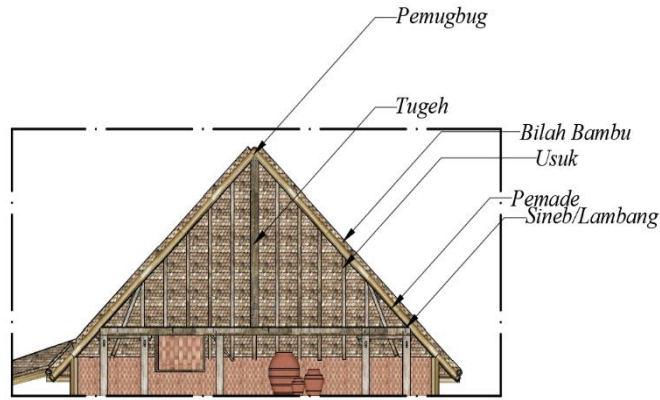 Pemugbug
Tugeh
Bilah Bambu
Usuk
Pemade
Sineb/Lambang